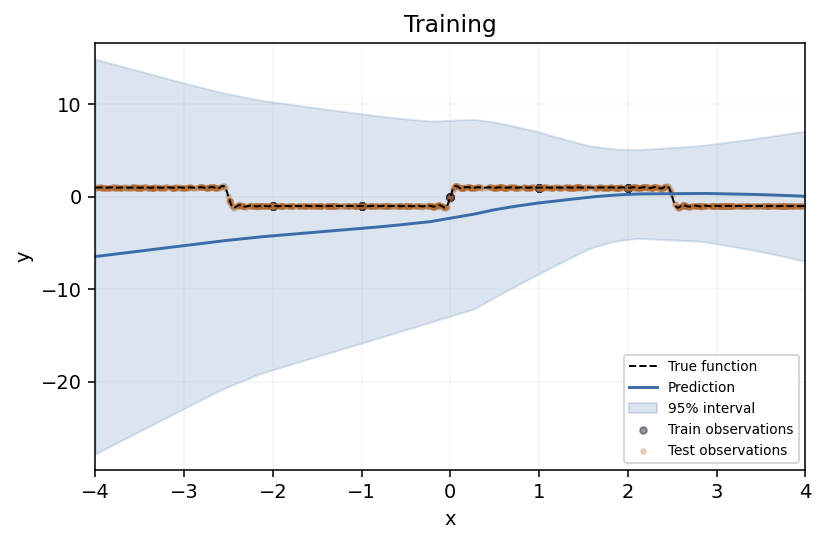 Training
10
0
−10
−20
y
−4
−3
−2
−1
0
1
2
3
4
x
True function
Prediction
95% interval
Train observations
Test observations